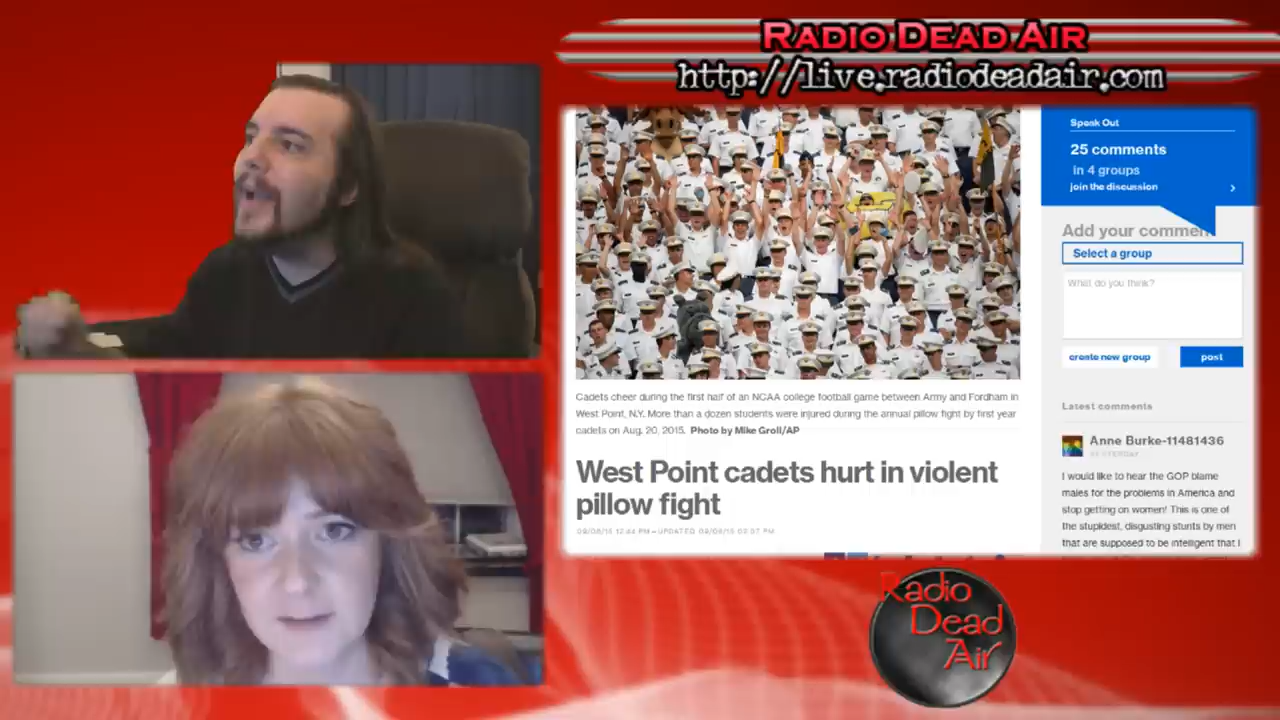 Radio Dead Air
http://live.radiodeadair.com
Speak Out
25 comments
in 4 groups
join the discussion
Add your commen
Select a group
What do you think?
create new group
post
Latest comments
Anne Burke-11481436
I would like to hear the GOP blame
males for the problems in America and
stop getting on women! This is one of
the stupidest, disgusting stunts by men
that are supposed to be intelligent that I
Cadets cheer during the first half of an NCAA college football game between Army and Fordham in
West Point, N.Y. More than a dozen students were injured during the annual pillow fight by first year
cadets on Aug. 20, 2015. Photo by Mike Groll/AP
West Point cadets hurt in violent
pillow fight
Radio
Dead
Air